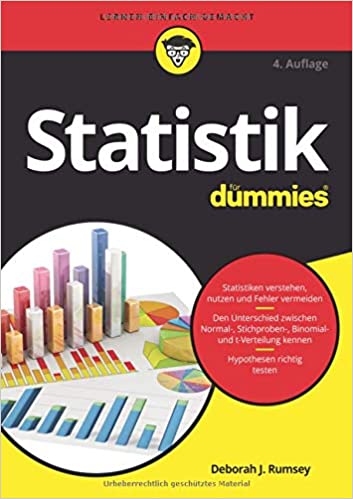 LERNEN EINFACH GEMACHT
4. Auflage
Statistik
für
dummies®
Statistiken verstehen,
nutzen und Fehler vermeiden
Den Unterschied zwischen
Normal-, Stichproben-, Binomial-
und t-Verteilung kennen
Hypothesen richtig
testen
Deborah J. Rumsey
Urheberrechtlich geschütztes Material